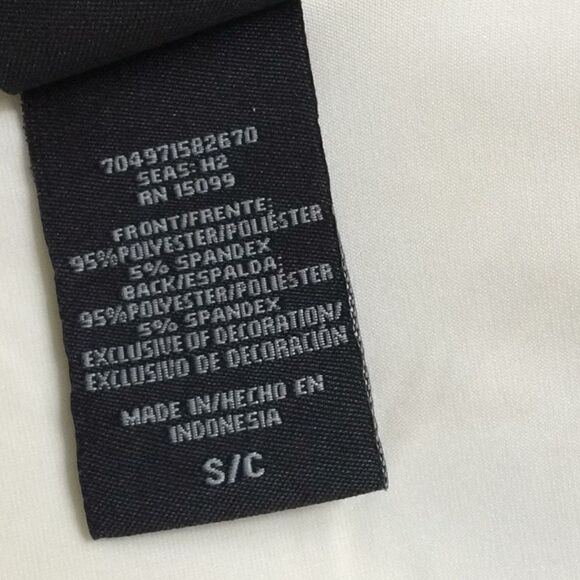 704971582670
SEAS: H2
RN 15099
FRONT/FRENTE:
95%POLYESTER/POLIÉSTER
5% SPANDEX
BACK/ESPALDA:
95%POLYESTER/POLIÉSTER
5% SPANDEX
EXCLUSIVE OF DECORATION/
EXCLUSIVO DE DECORACIÓN
MADE IN/HECHO EN
INDONESIA
S/C